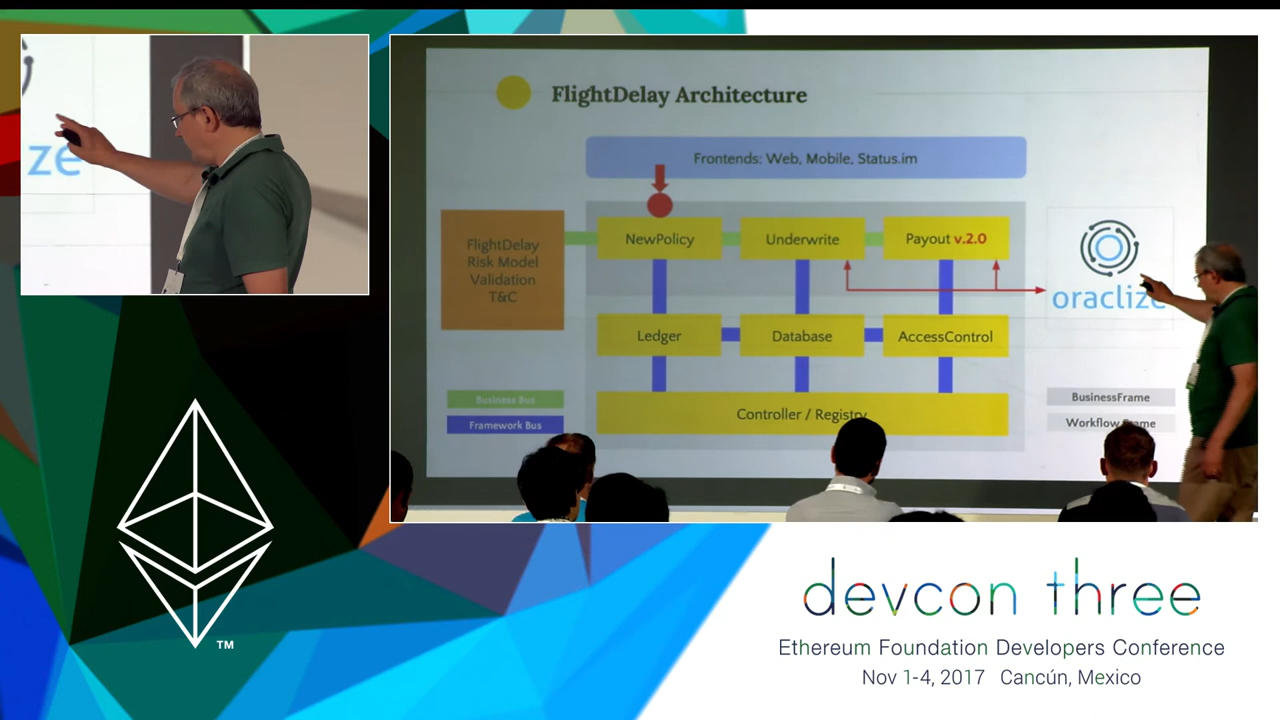 ze
FlightDelay Architecture
Frontends: Web, Mobile, Status.im
FlightDelay
Risk Model
Validation
T&C
NewPolicy
Underwrite
Payout v.2.0
oraclize
Ledger
Database
AccessControl
Business Bus
Framework Bus
Controller / Registry
BusinessFrame
Workflow
TM
devcon three
Ethereum Foundation Developers Conference
Nov 1-4, 2017 Cancún, Mexico